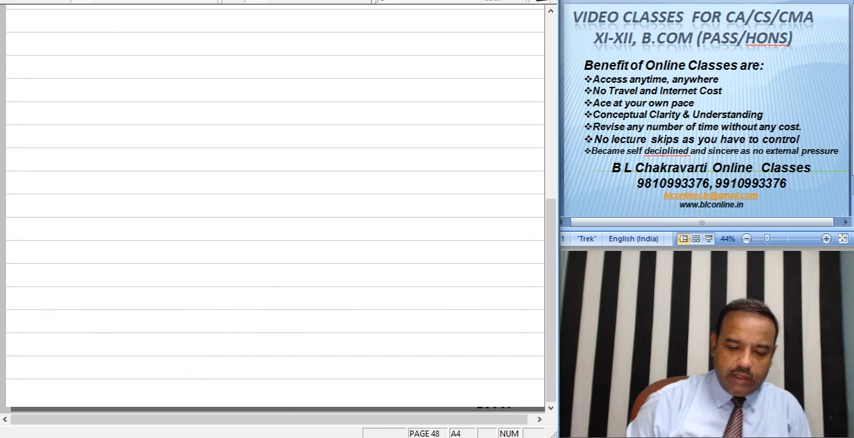 VIDEO CLASSES FOR CA/CS/CMA
XI-XII, B.COM (PASS/HONS)
Benefit of Online Classes are:
❖Access anytime, anywhere
❖No Travel and Internet Cost
❖Ace at your own pace
❖Conceptual Clarity & Understanding
❖Revise any number of time without any cost.
❖No lecture skips as you have to control
❖Became self deciplined and sincere as no external pressure
B L Chakravarti Online Classes
9810993376, 9910993376
www.blconline.in
1 "Trek" English (India) 44%
PAGE 48 A4 NUM